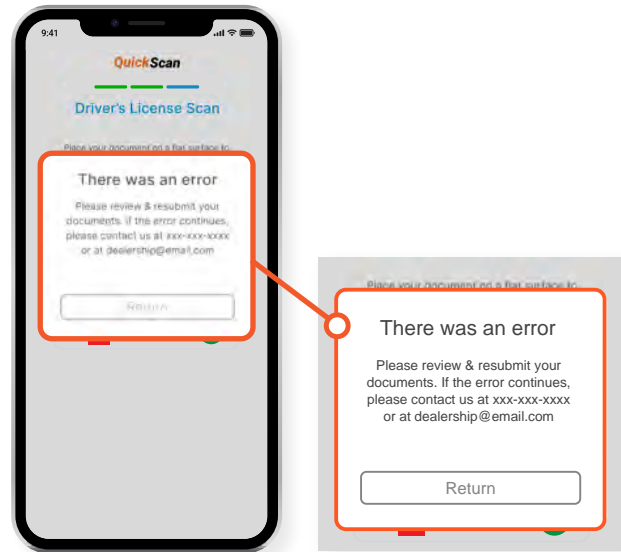 9:41
QuickScan
Driver's License Scan
Place your document on a flat surface to
There was an error
Please review & resubmit your
documents. If the error continues,
please contact us at xxx-xxx-xxxx
or at dealership@email.com
Return
Place your document on a flat surface to
There was an error
Please review & resubmit your
documents. If the error continues,
please contact us at xxx-xxx-xxxx
or at dealership@email.com
Return